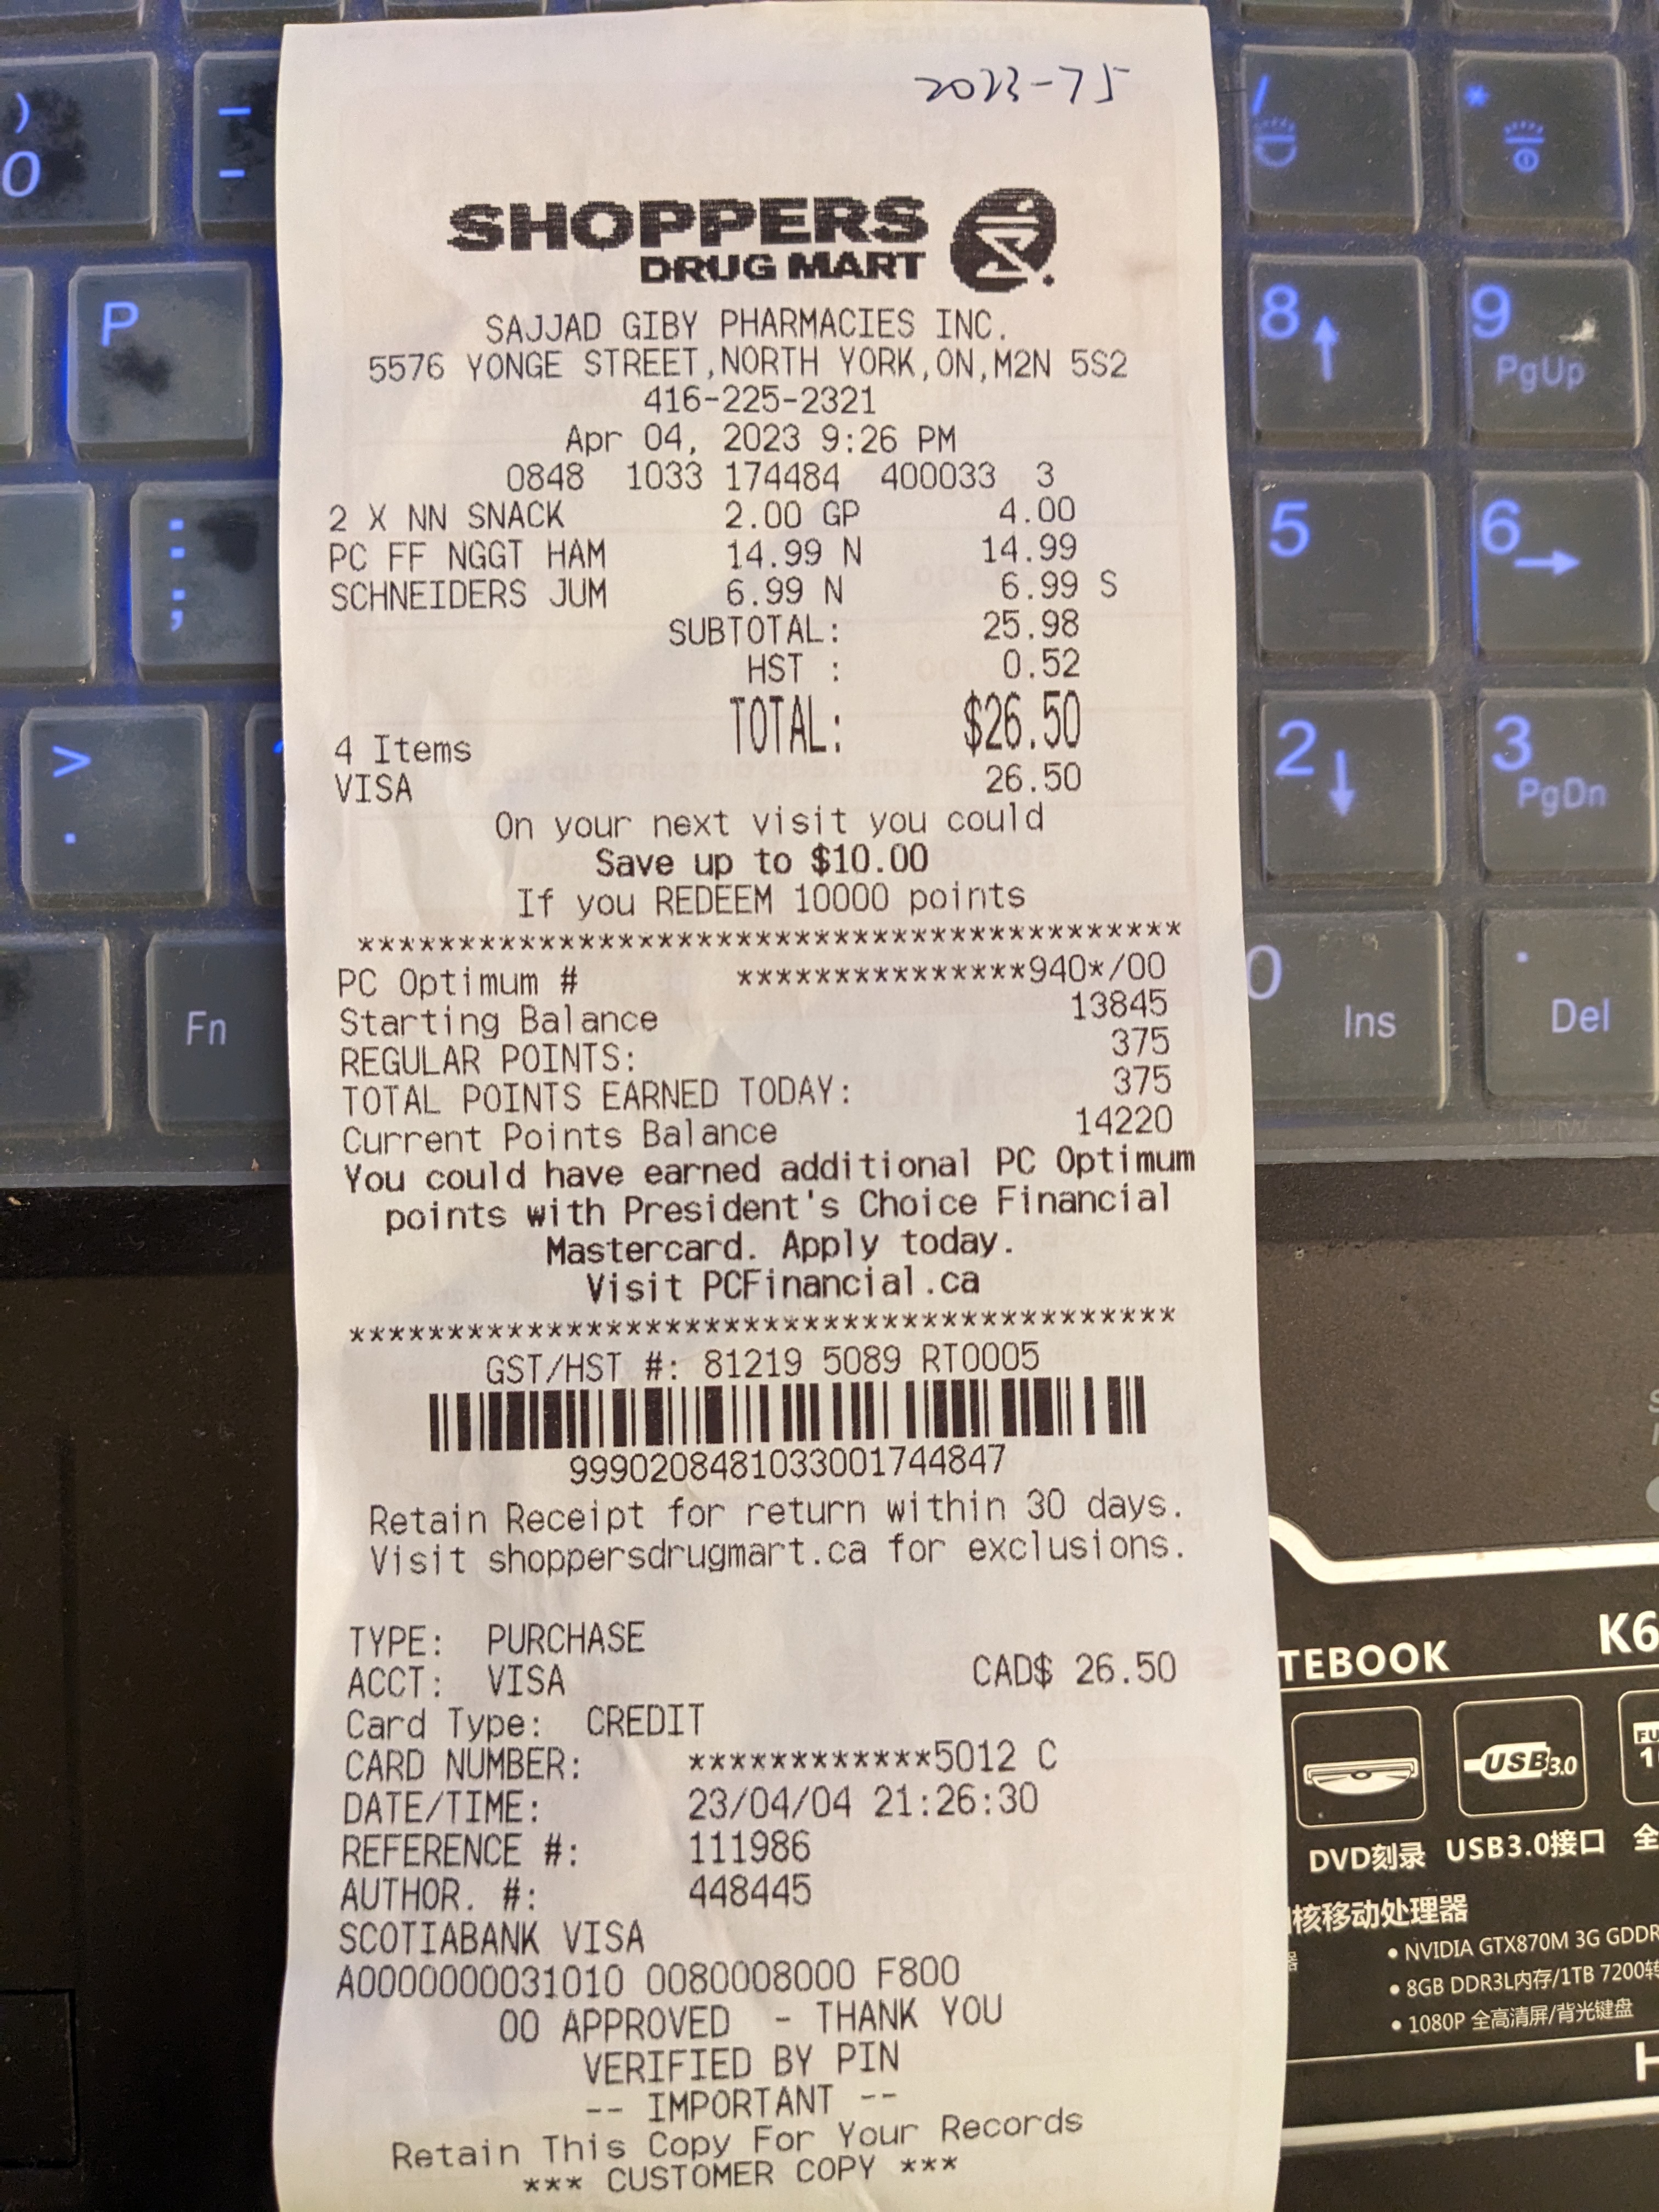 2023-75
SHOPPERS
DRUG MART
SAJJAD GIBY PHARMACIES INC.
5576 YONGE STREET,NORTH YORK,ON,M2N 5S2
416-225-2321
Apr 04, 2023 9:26 PM
0848 1033 174484 400033 3
2 X NN SNACK 2.00 GP 4.00
PC FF NGGT HAM 14.99 N 14.99
SCHNEIDERS JUM 6.99 N 6.99 S
SUBTOTAL: 25.98
HST : 0.52
TOTAL: $26.50
4 Items
VISA 26.50
On your next visit you could
Save up to $10.00
If you REDEEM 10000 points
*****************************************
PC Optimum # ***************940*/00
Starting Balance 13845
REGULAR POINTS: 375
TOTAL POINTS EARNED TODAY: 375
Current Points Balance 14220
You could have earned additional PC Optimum
points with President's Choice Financial
Mastercard. Apply today.
Visit PCFinancial.ca
*****************************************
GST/HST #: 81219 5089 RT0005
9990208481033001744847
Retain Receipt for return within 30 days.
Visit shoppersdrugmart.ca for exclusions.
TYPE: PURCHASE
ACCT: VISA CAD$ 26.50
Card Type: CREDIT
CARD NUMBER: ************5012 C
DATE/TIME: 23/04/04 21:26:30
REFERENCE #: 111986
AUTHOR. #: 448445
SCOTIABANK VISA
A0000000031010 0080008000 F800
00 APPROVED - THANK YOU
VERIFIED BY PIN
-- IMPORTANT --
Retain This Copy For Your Records
*** CUSTOMER COPY ***
) 0
- -
P
: ;
> .
Fn
/
*
8
9 PgUp
5
6
2
3 PgDn
0 Ins
. Del
TEBOOK K6
USB3.0
DVD刻录 USB3.0接口 全
核移动处理器
• NVIDIA GTX870M 3G GDDR
• 8GB DDR3L内存/1TB 7200转
• 1080P 全高清屏/背光键盘
H